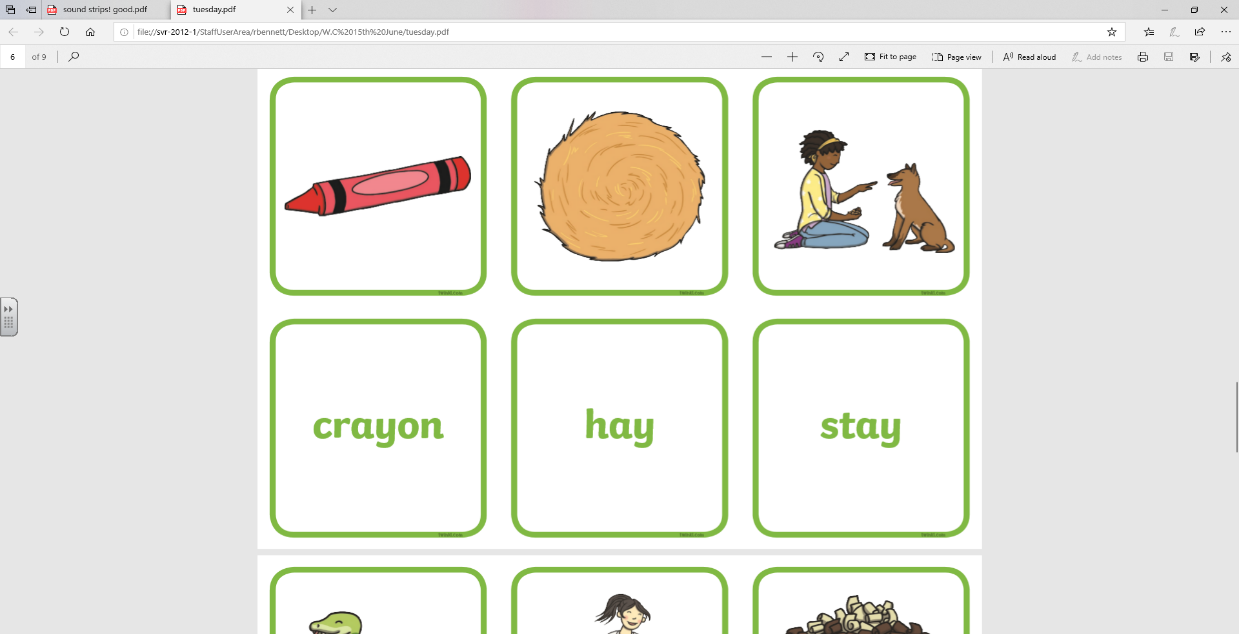 sound strips! good.pdf
tuesday.pdf
file://svr-2012-1/StaffUserArea/rbennett/Desktop/W.C%2015th%20June/tuesday.pdf
6 of 9 Fit to page Page view Read aloud Add notes
crayon hay stay